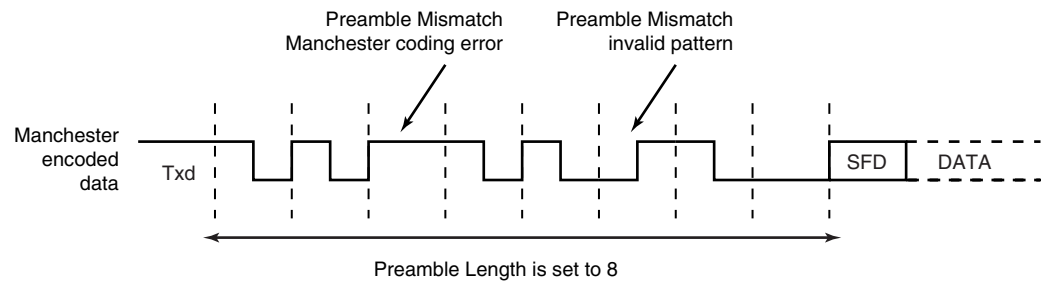 Preamble Mismatch
Manchester coding error
Preamble Mismatch
invalid pattern
Manchester
encoded
data
Txd
SFD
DATA
Preamble Length is set to 8